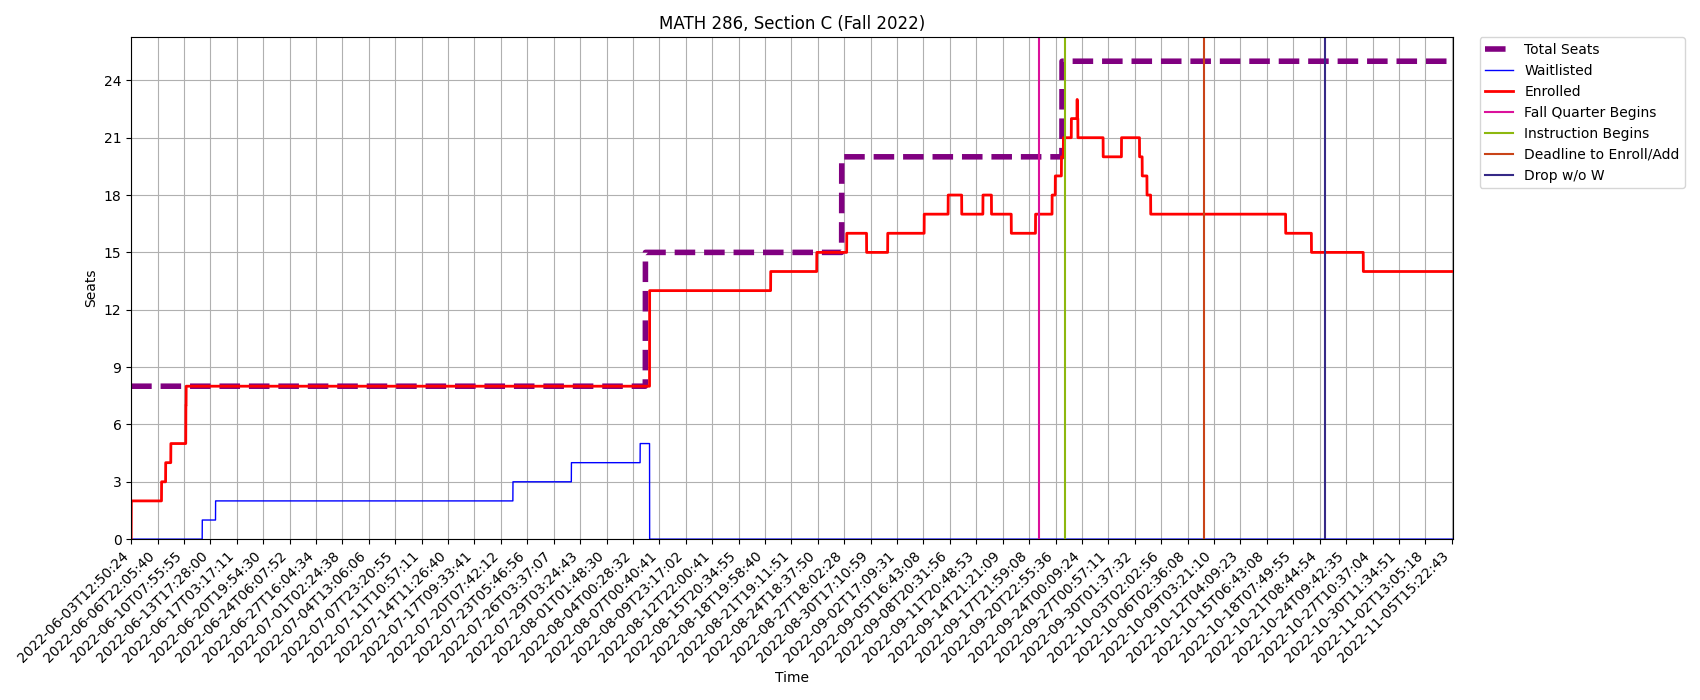 MATH 286, Section C (Fall 2022)
Total Seats
Waitlisted
Enrolled
Fall Quarter Begins
Instruction Begins
Deadline to Enroll/Add
Drop w/o W
Seats
24
21
18
15
12
9
6
3
0
2022-06-03T12:50:24
2022-06-06T22:05:40
2022-06-10T07:55:55
2022-06-13T17:28:00
2022-06-17T03:17:11
2022-06-20T19:54:30
2022-06-24T06:07:52
2022-06-27T16:04:34
2022-07-01T02:24:38
2022-07-04T13:06:06
2022-07-07T23:20:55
2022-07-11T10:57:11
2022-07-14T11:26:40
2022-07-17T09:33:41
2022-07-20T07:42:12
2022-07-23T05:46:56
2022-07-26T03:37:07
2022-07-29T03:24:43
2022-08-01T01:48:30
2022-08-04T00:28:32
2022-08-07T00:40:41
2022-08-09T23:17:02
2022-08-12T22:00:41
2022-08-15T20:34:55
2022-08-18T19:58:40
2022-08-21T19:11:51
2022-08-24T18:37:50
2022-08-27T18:02:28
2022-08-30T17:10:59
2022-09-02T17:09:31
2022-09-05T16:43:08
2022-09-08T20:31:56
2022-09-11T20:48:53
2022-09-14T21:21:09
2022-09-17T21:59:08
2022-09-20T22:55:36
2022-09-24T00:09:24
2022-09-27T00:57:11
2022-09-30T01:37:32
2022-10-03T02:02:56
2022-10-06T02:36:08
2022-10-09T03:21:10
2022-10-12T04:09:23
2022-10-15T06:43:08
2022-10-18T07:49:55
2022-10-21T08:44:54
2022-10-24T09:42:35
2022-10-27T10:37:04
2022-10-30T11:34:51
2022-11-02T13:05:18
2022-11-05T15:22:43
Time